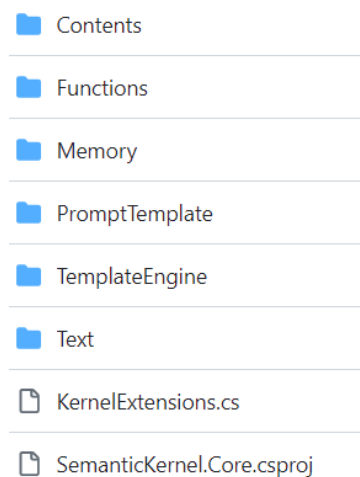 Contents
Functions
Memory
PromptTemplate
TemplateEngine
Text
KernelExtensions.cs
SemanticKernel.Core.csproj